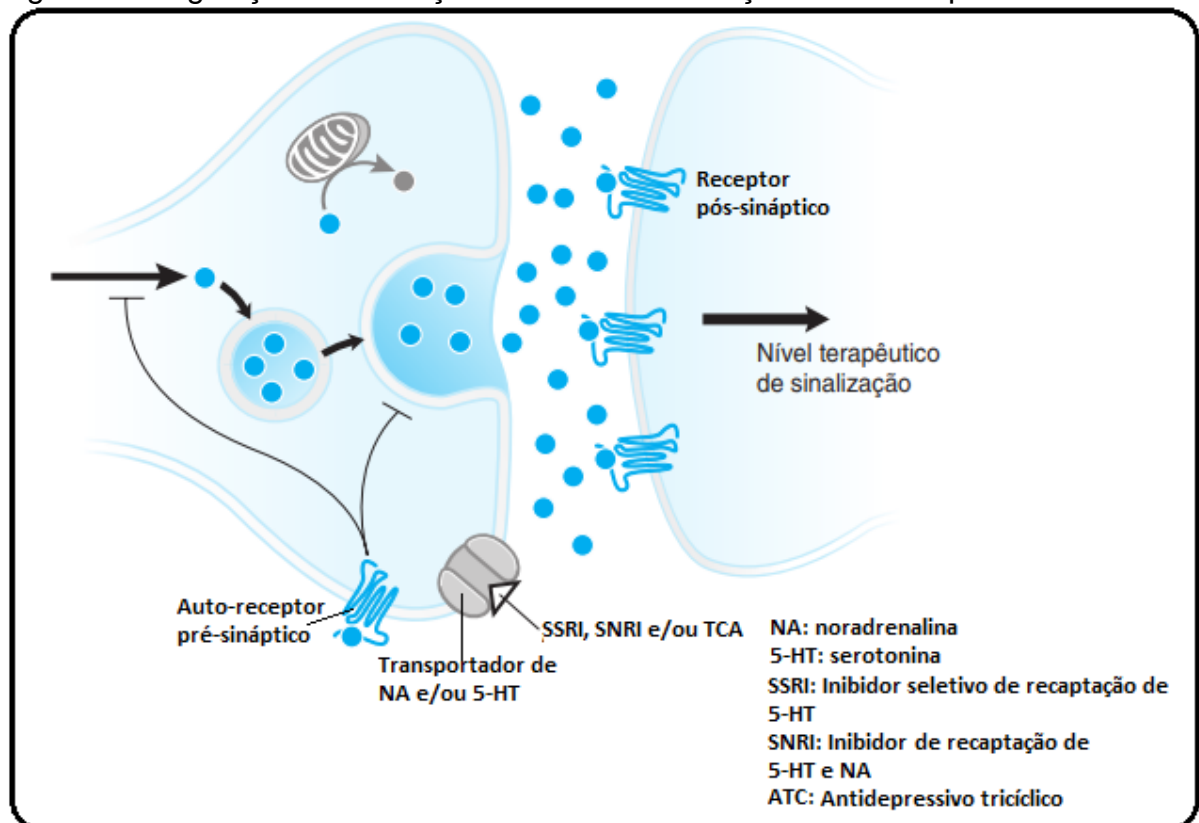 Receptor
pós-sináptico
Nível terapêutico
de sinalização
Auto-receptor
pré-sináptico
SSRI, SNRI e/ou TCA
Transportador de
NA e/ou 5-HT
NA: noradrenalina
5-HT: serotonina
SSRI: Inibidor seletivo de recaptação de
5-HT
SNRI: Inibidor de recaptação de
5-HT e NA
ATC: Antidepressivo tricíclico